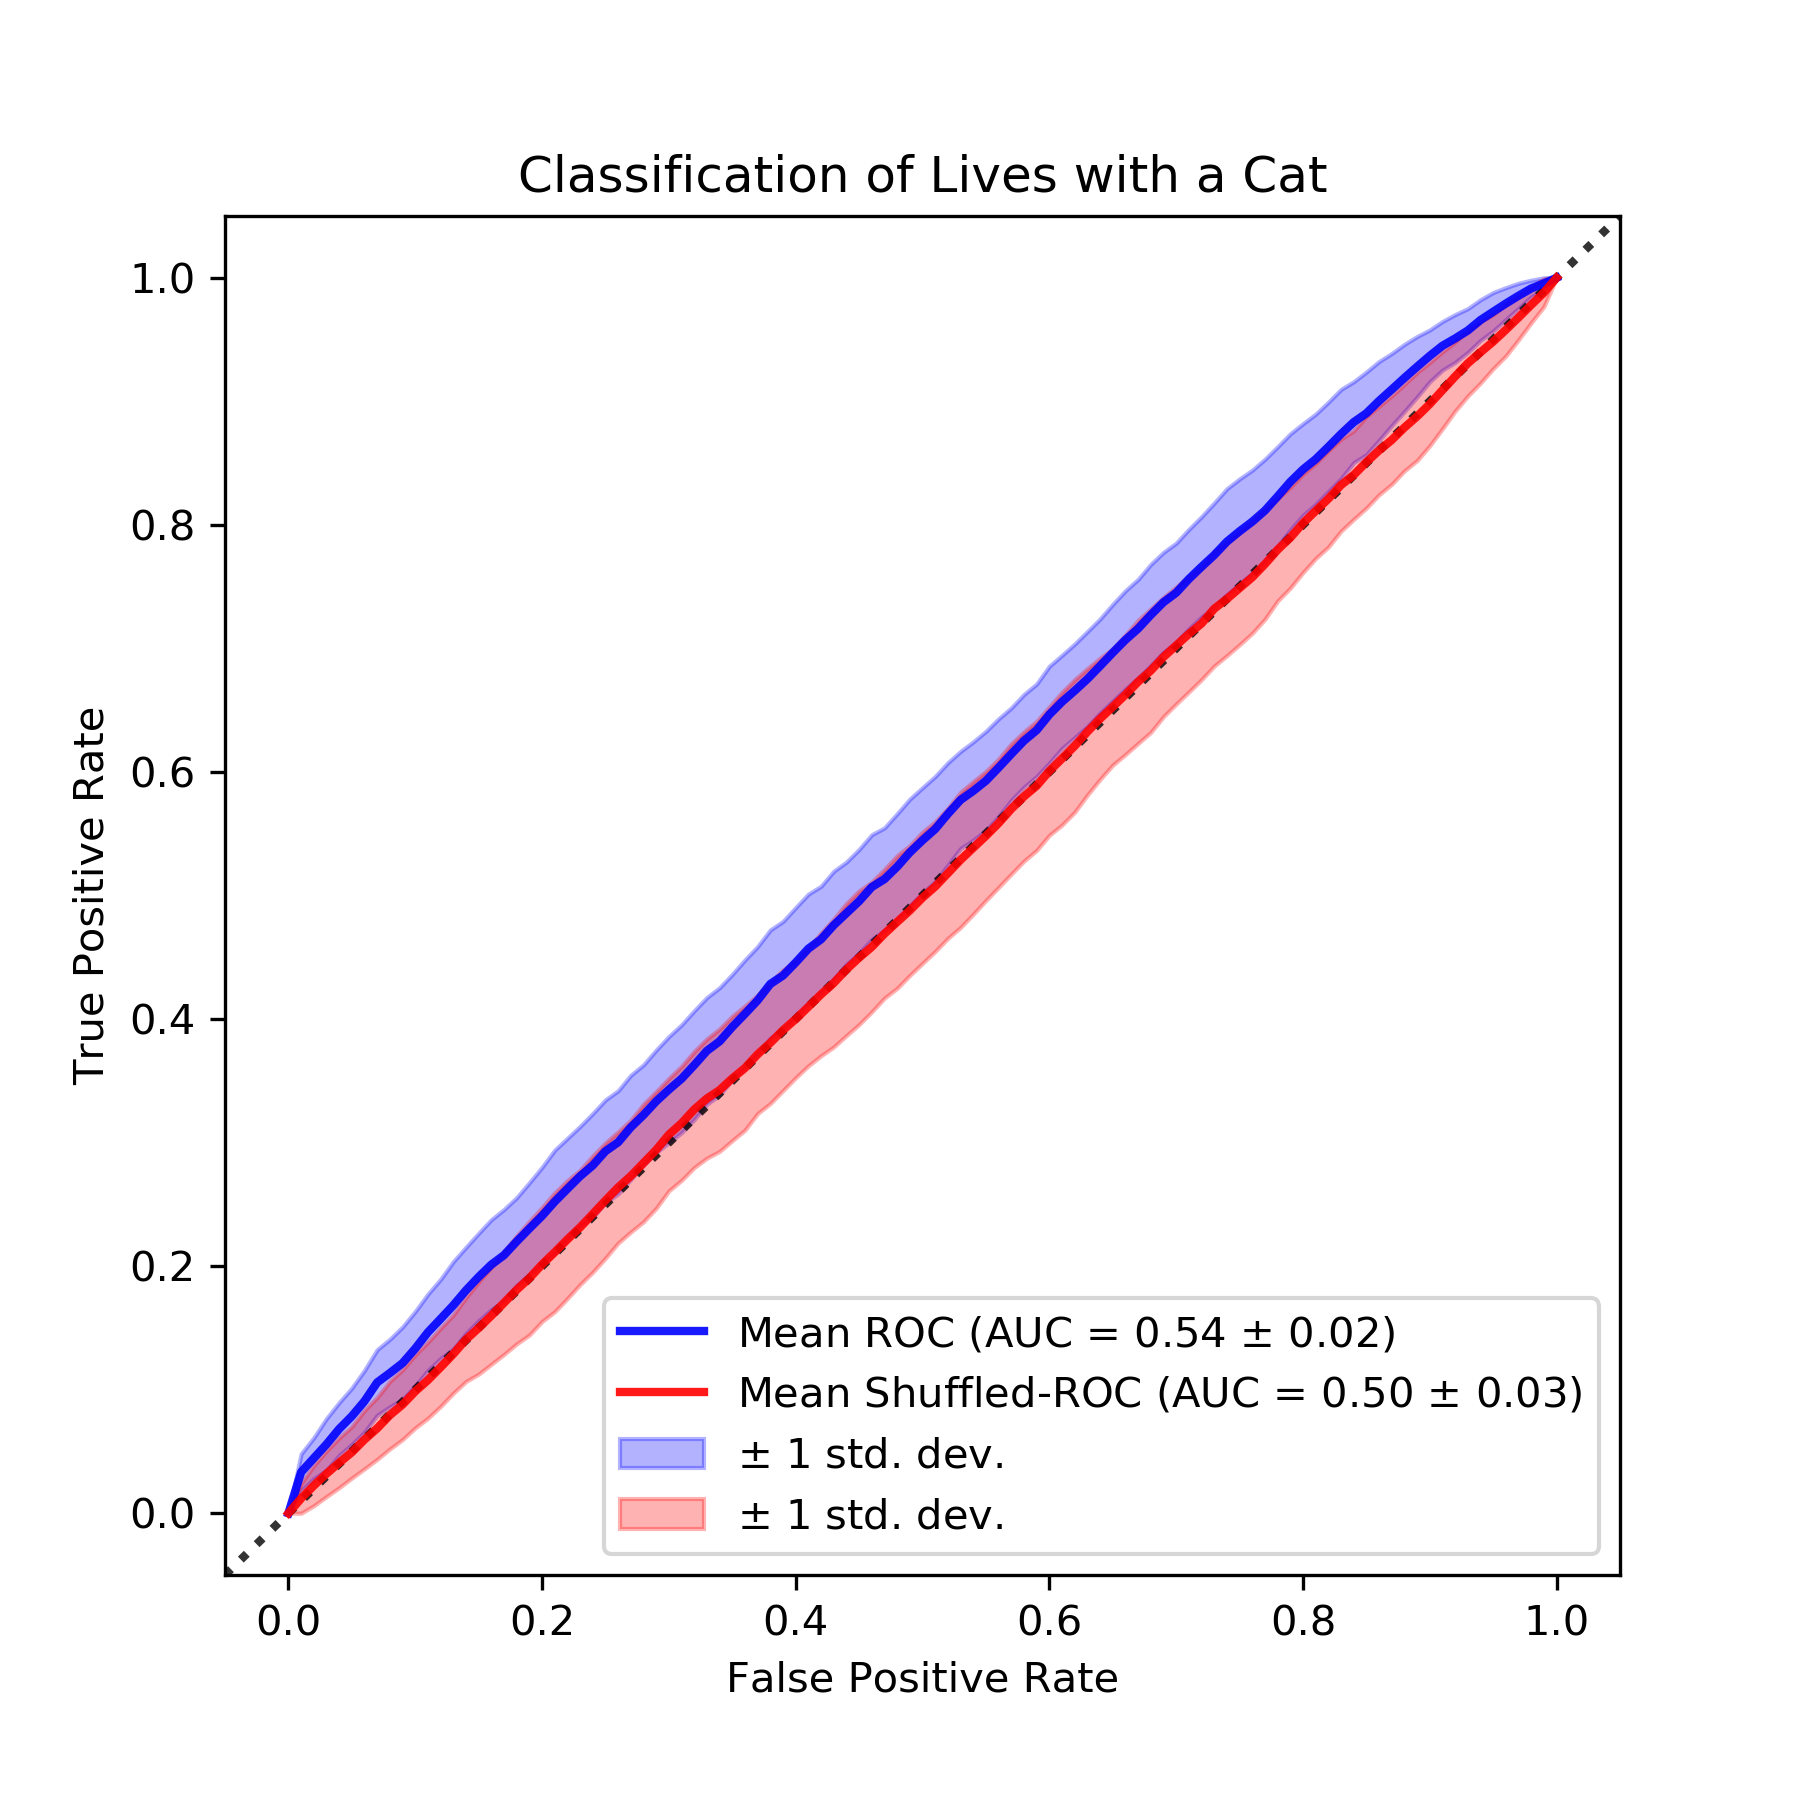 Classification of Lives with a Cat
1.0
0.8
0.6
0.4
0.2
0.0
True Positive Rate
Mean ROC (AUC = 0.54 ± 0.02)
Mean Shuffled-ROC (AUC = 0.50 ± 0.03)
± 1 std. dev.
± 1 std. dev.
0.0 0.2 0.4 0.6 0.8 1.0
False Positive Rate